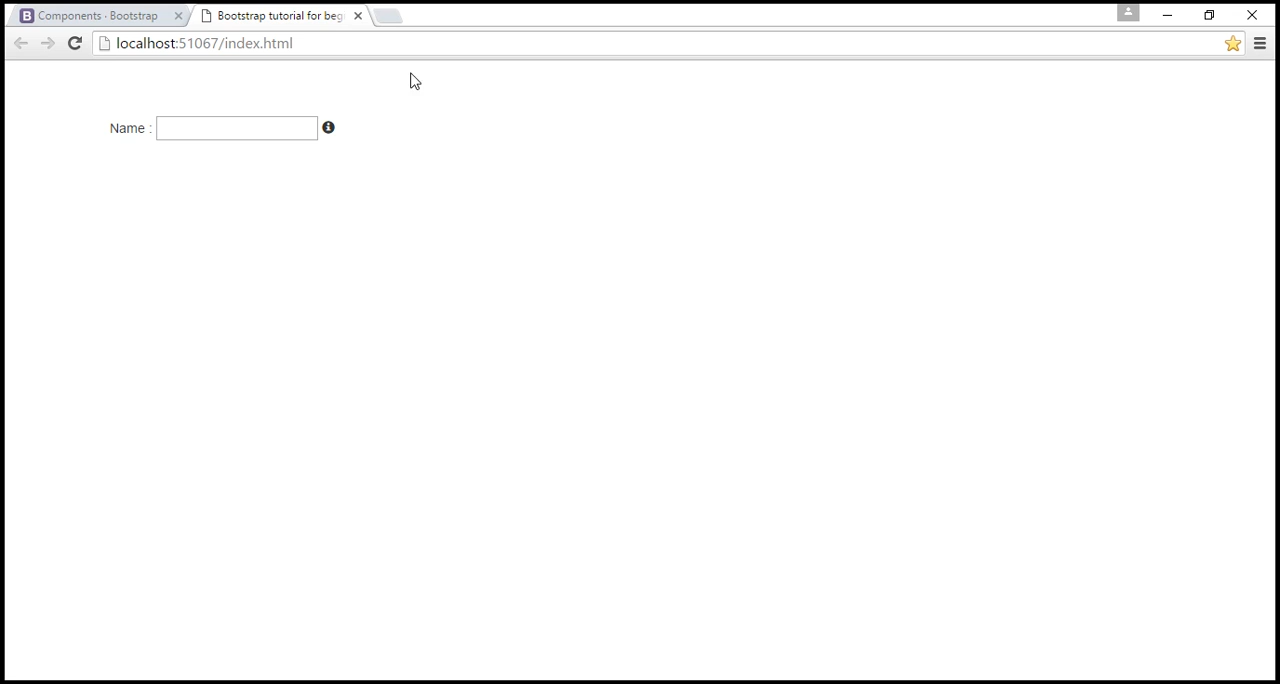 Components · Bootstrap
Bootstrap tutorial for beg
localhost:51067/index.html
Name :